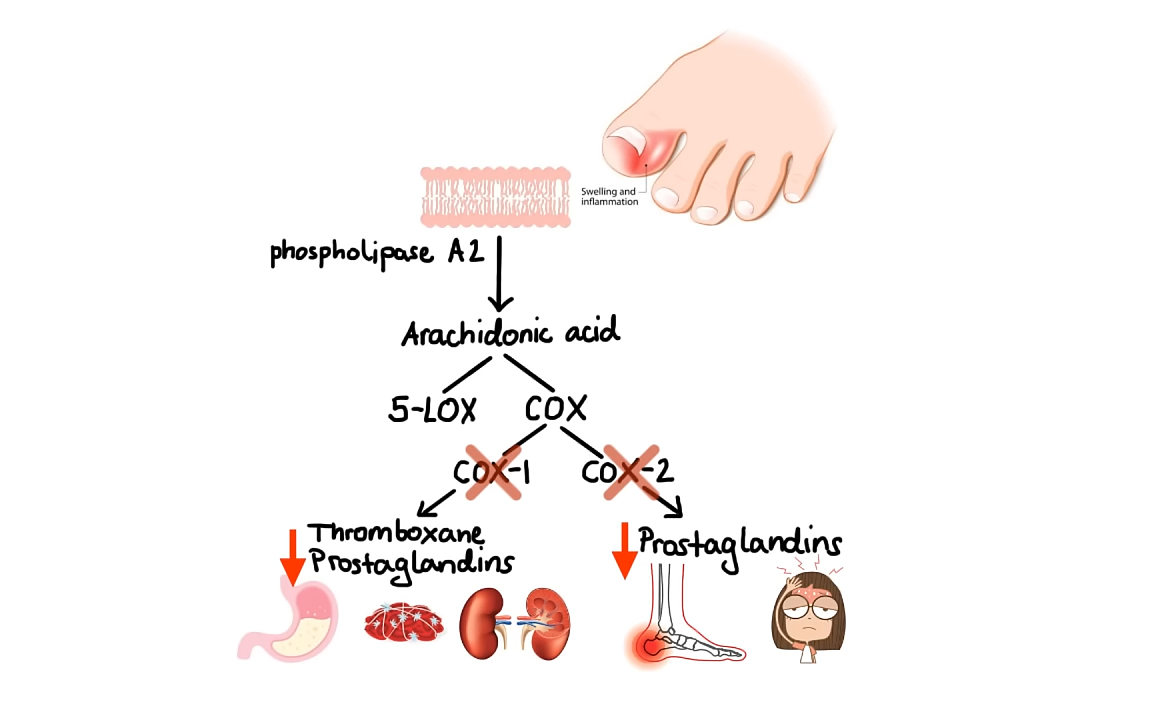 Swelling and
inflammation
phospholipase A2
Arachidonic acid
5-LOX COX
COX-1 COX-2
Thromboxane
Prostaglandins
Prostaglandins